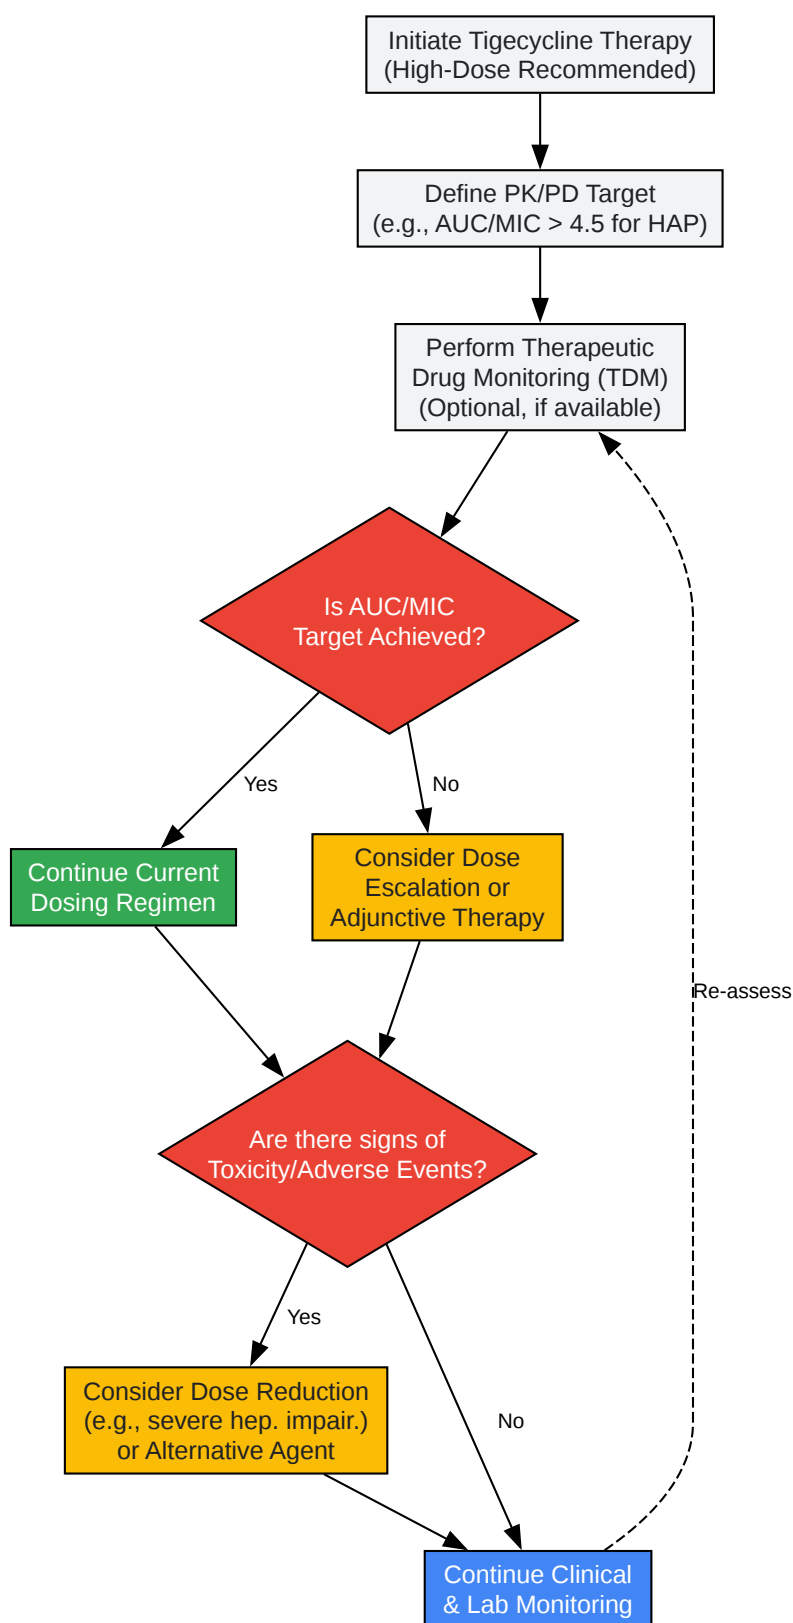 Initiate Tigecycline Therapy
(High-Dose Recommended)
Define PK/PD Target
(e.g., AUC/MIC > 4.5 for HAP)
Perform Therapeutic
Drug Monitoring (TDM)
(Optional, if available)
Is AUC/MIC
Target Achieved?
Yes
No
Continue Current
Dosing Regimen
Consider Dose
Escalation or
Adjunctive Therapy
Re-assess
Are there signs of
Toxicity/Adverse Events?
Yes
No
Consider Dose Reduction
(e.g., severe hep. impair.)
or Alternative Agent
Continue Clinical
& Lab Monitoring